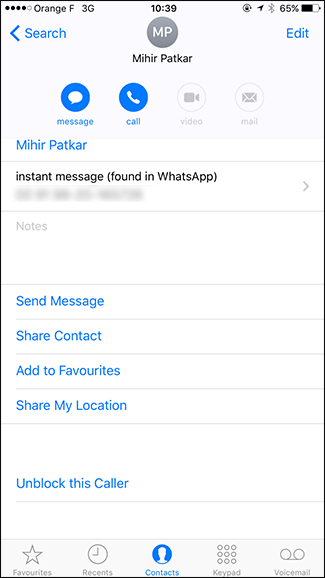 Orange F 3G 10:39 65%
Search MP Edit
Mihir Patkar
message call video mail
Mihir Patkar
instant message (found in WhatsApp)
Notes
Send Message
Share Contact
Add to Favourites
Share My Location
Unblock this Caller
Favourites Recents Contacts Keypad Voicemail